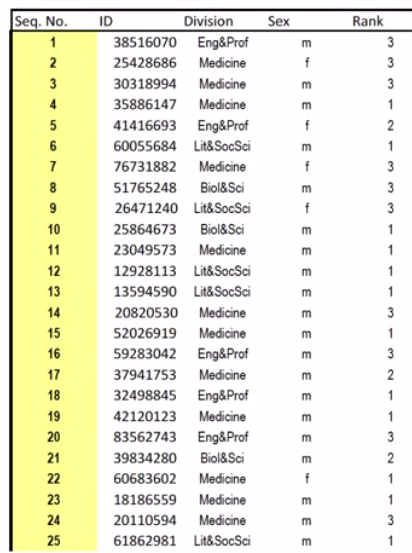 Seq. No. ID Division Sex Rank
1 38516070 Eng&Prof m 3
2 25428686 Medicine f 3
3 30318994 Medicine m 3
4 35886147 Medicine m 1
5 41416693 Eng&Prof f 2
6 60055684 Lit&SocSci m 1
7 76731882 Medicine f 3
8 51765248 Biol&Sci m 3
9 26471240 Lit&SocSci f 3
10 25864673 Biol&Sci m 1
11 23049573 Medicine m 1
12 12928113 Lit&SocSci m 1
13 13594590 Lit&SocSci m 1
14 20820530 Medicine m 3
15 52026919 Medicine m 1
16 59283042 Eng&Prof m 3
17 37941753 Medicine m 2
18 32498845 Eng&Prof m 1
19 42120123 Medicine m 1
20 83562743 Eng&Prof m 3
21 39834280 Biol&Sci m 2
22 60683602 Medicine f 1
23 18186559 Medicine m 1
24 20110594 Medicine m 3
25 61862981 Lit&SocSci m 1